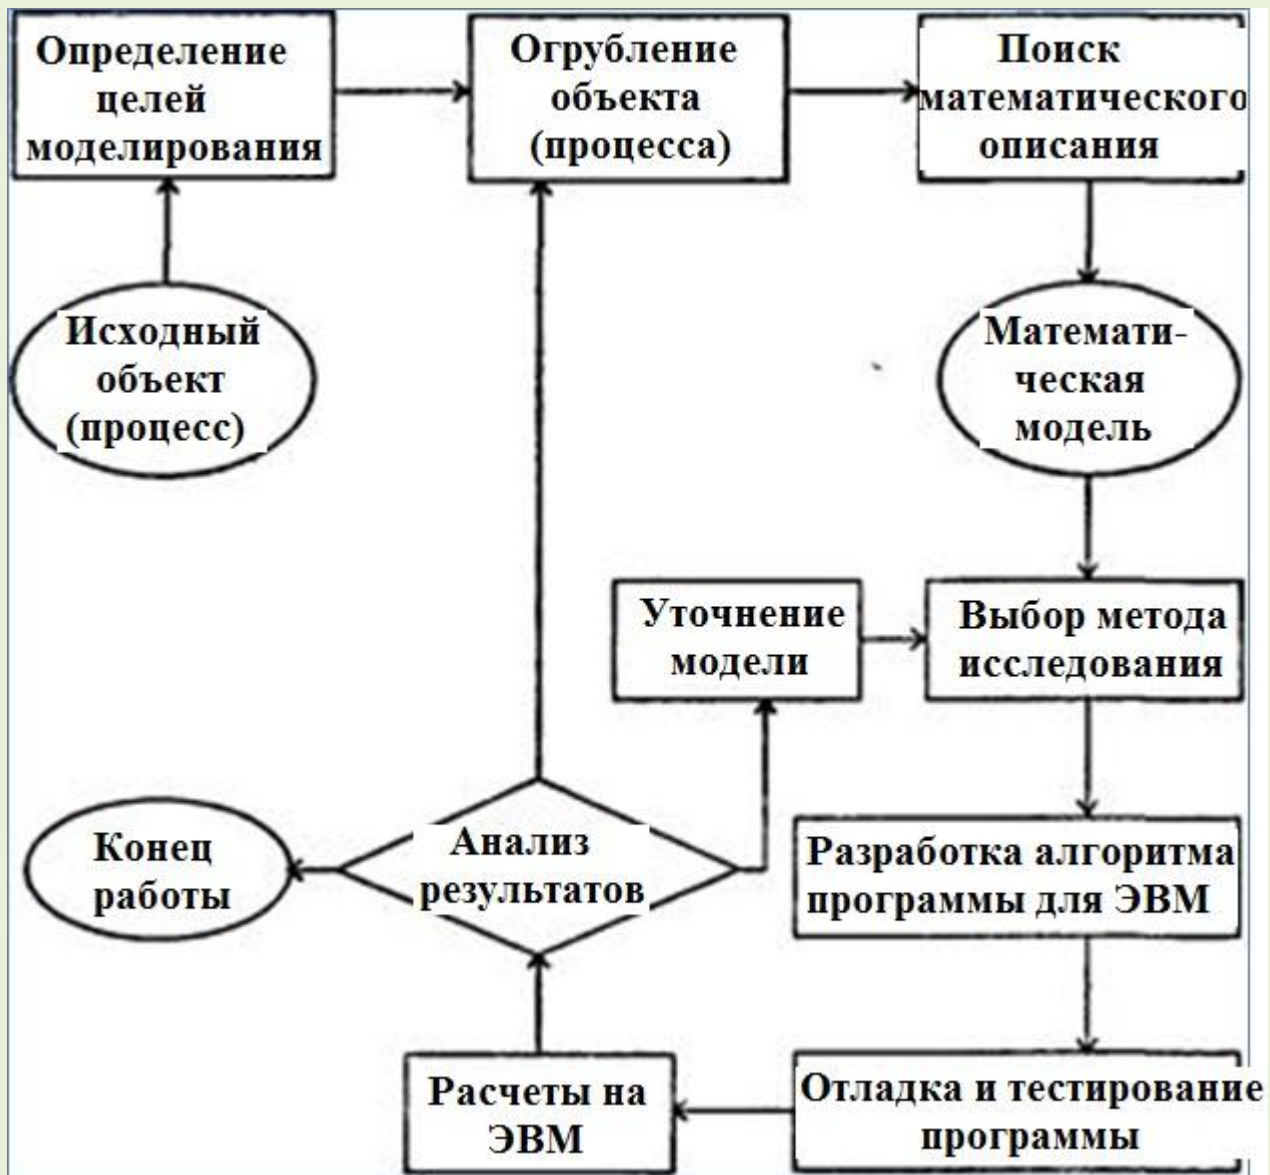 Определение
целей
моделирования
Огрубление
объекта
(процесса)
Поиск
математического
описания
Исходный
объект
(процесс)
Математи-
ческая
модель
Уточнение
модели
Выбор метода
исследования
Конец
работы
Анализ
результатов
Разработка алгоритма
программы для ЭВМ
Расчеты на
ЭВМ
Отладка и тестирование
программы